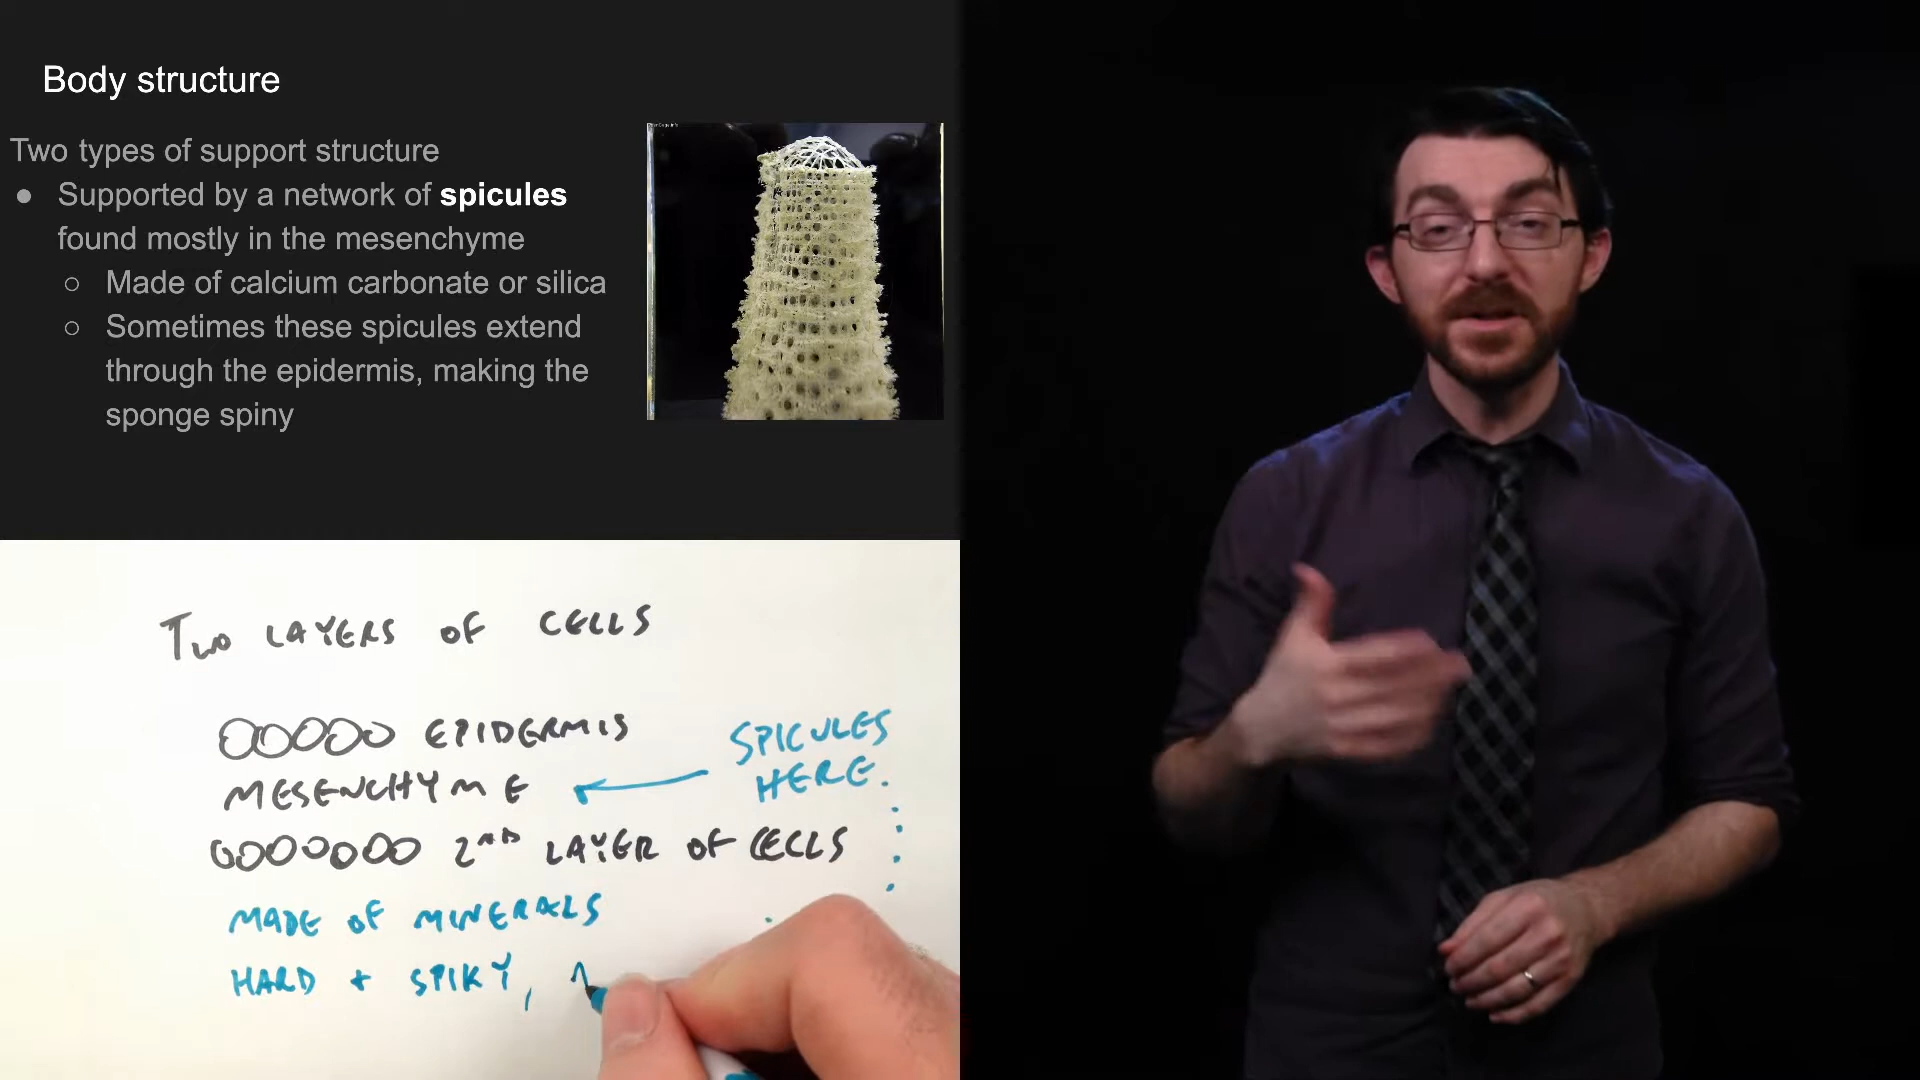 Body structure
Two types of support structure
● Supported by a network of spicules
found mostly in the mesenchyme
○ Made of calcium carbonate or silica
○ Sometimes these spicules extend
through the epidermis, making the
sponge spiny
TWO LAYERS OF CELLS
EPIDERMIS
SPICULES
HERE.
MESENCHYME
2ND LAYER OF CELLS
MADE OF MINERALS
HARD + SPIKY,